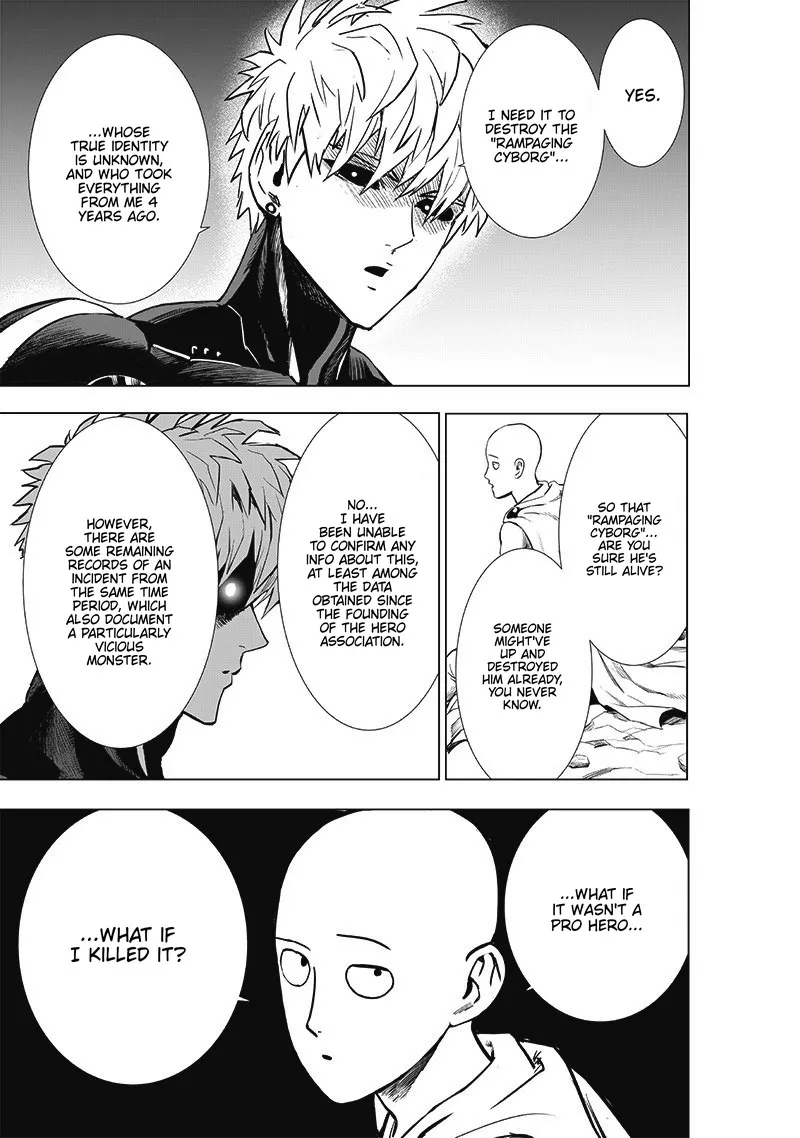 YES.
I NEED IT TO
DESTROY THE
"RAMPAGING
CYBORG"...
...WHOSE
TRUE IDENTITY
IS UNKNOWN,
AND WHO TOOK
EVERYTHING
FROM ME 4
YEARS AGO.
SO THAT
"RAMPAGING
CYBORG"...
ARE YOU
SURE HE'S
STILL ALIVE?
SOMEONE
MIGHT'VE
UP AND
DESTROYED
HIM ALREADY,
YOU NEVER
KNOW.
NO...
I HAVE
BEEN UNABLE
TO CONFIRM ANY
INFO ABOUT THIS,
AT LEAST AMONG
THE DATA
OBTAINED SINCE
THE FOUNDING
OF THE HERO
ASSOCIATION.
HOWEVER,
THERE ARE
SOME REMAINING
RECORDS OF AN
INCIDENT FROM
THE SAME TIME
PERIOD, WHICH
ALSO DOCUMENT
A PARTICULARLY
VICIOUS
MONSTER.
...WHAT IF
IT WASN'T A
PRO HERO...
...WHAT IF
I KILLED IT?